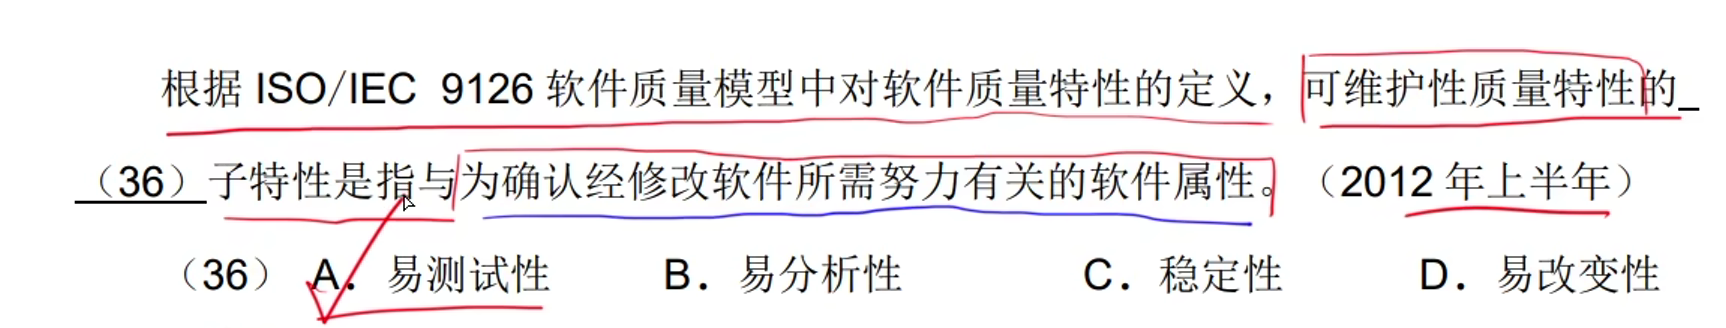 根据 ISO/IEC 9126 软件质量模型中对软件质量特性的定义，可维护性质量特性的_
（36）子特性是指与为确认经修改软件所需努力有关的软件属性。（2012 年上半年）
（36） A．易测试性 B．易分析性 C．稳定性 D．易改变性